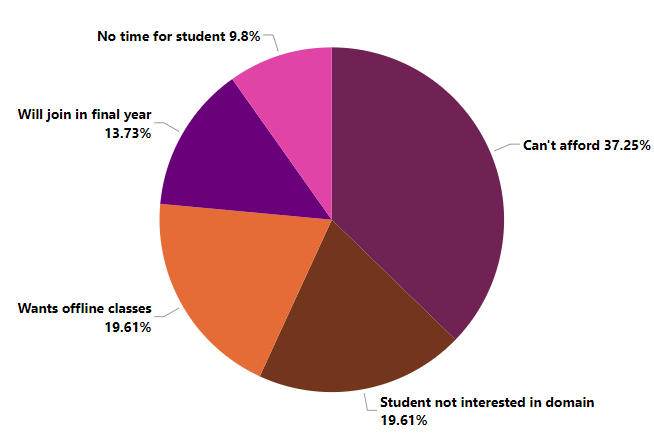 No time for student 9.8%
Will join in final year
13.73%
Can't afford 37.25%
Wants offline classes
19.61%
Student not interested in domain
19.61%